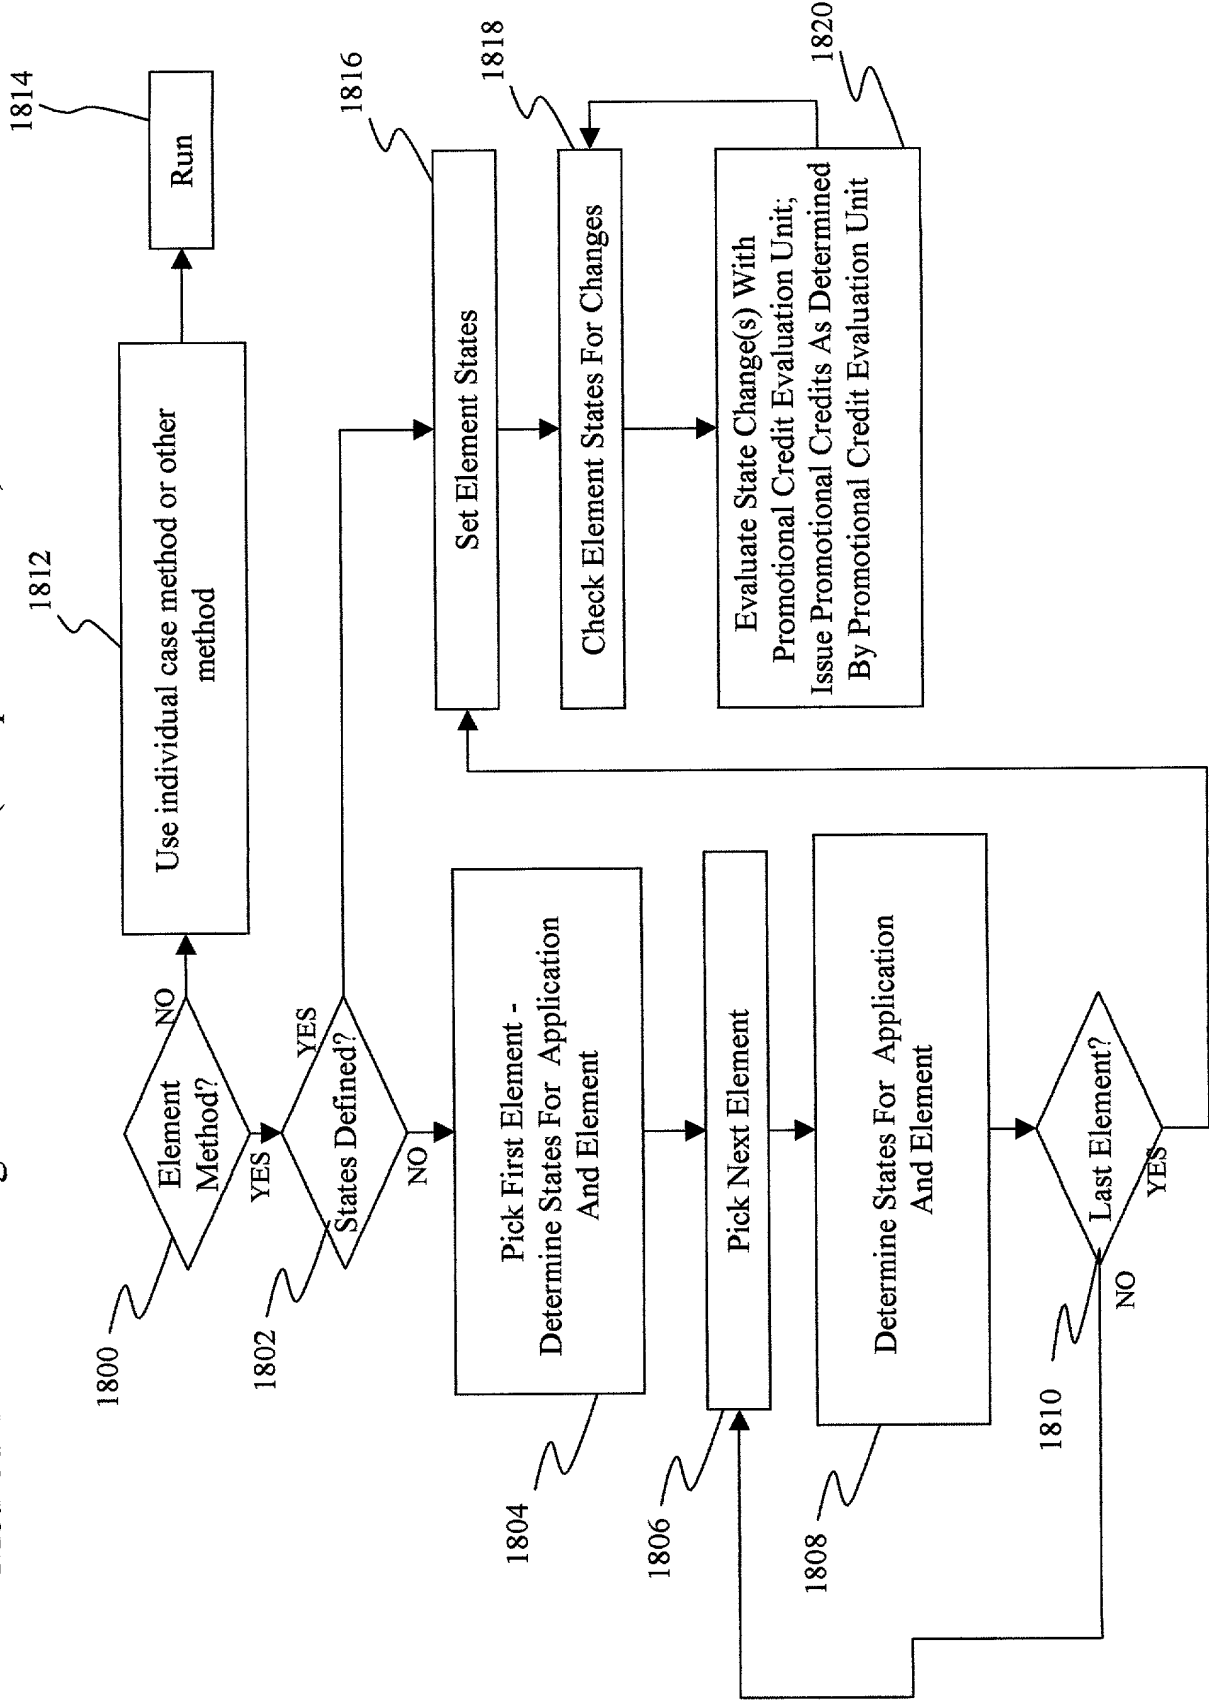 1800
Element
Method?
NO
YES
1812
Use individual case method or other
method
1814
Run
1802
States Defined?
YES
NO
1804
Pick First Element -
Determine States For Application
And Element
1806
Pick Next Element
1808
Determine States For Application
And Element
1810
Last Element?
NO
YES
1816
Set Element States
1818
Check Element States For Changes
1820
Evaluate State Change(s) With
Promotional Credit Evaluation Unit;
Issue Promotional Credits As Determined
By Promotional Credit Evaluation Unit